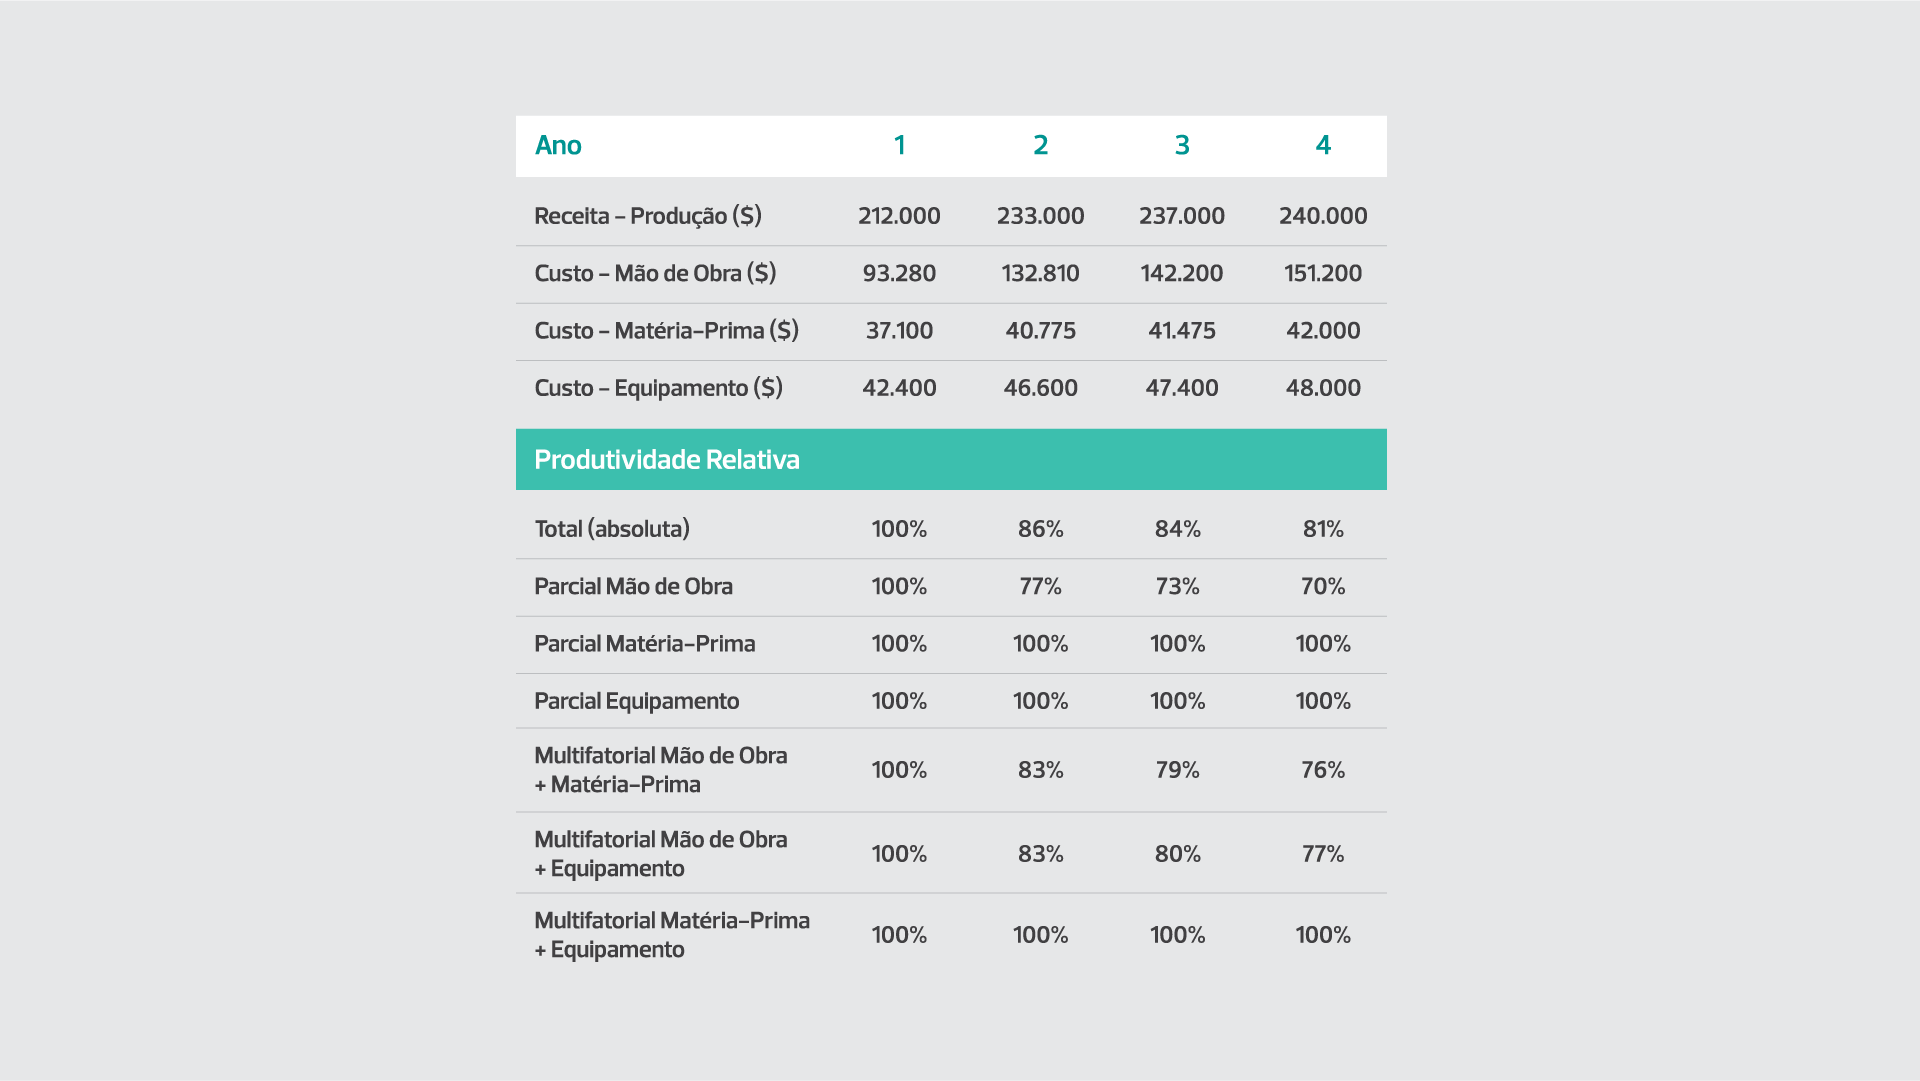 Ano 1 2 3 4
Receita - Produção ($) 212.000 233.000 237.000 240.000
Custo - Mão de Obra ($) 93.280 132.810 142.200 151.200
Custo - Matéria-Prima ($) 37.100 40.775 41.475 42.000
Custo - Equipamento ($) 42.400 46.600 47.400 48.000
Produtividade Relativa
Total (absoluta) 100% 86% 84% 81%
Parcial Mão de Obra 100% 77% 73% 70%
Parcial Matéria-Prima 100% 100% 100% 100%
Parcial Equipamento 100% 100% 100% 100%
Multifatorial Mão de Obra
+ Matéria-Prima 100% 83% 79% 76%
Multifatorial Mão de Obra
+ Equipamento 100% 83% 80% 77%
Multifatorial Matéria-Prima
+ Equipamento 100% 100% 100% 100%